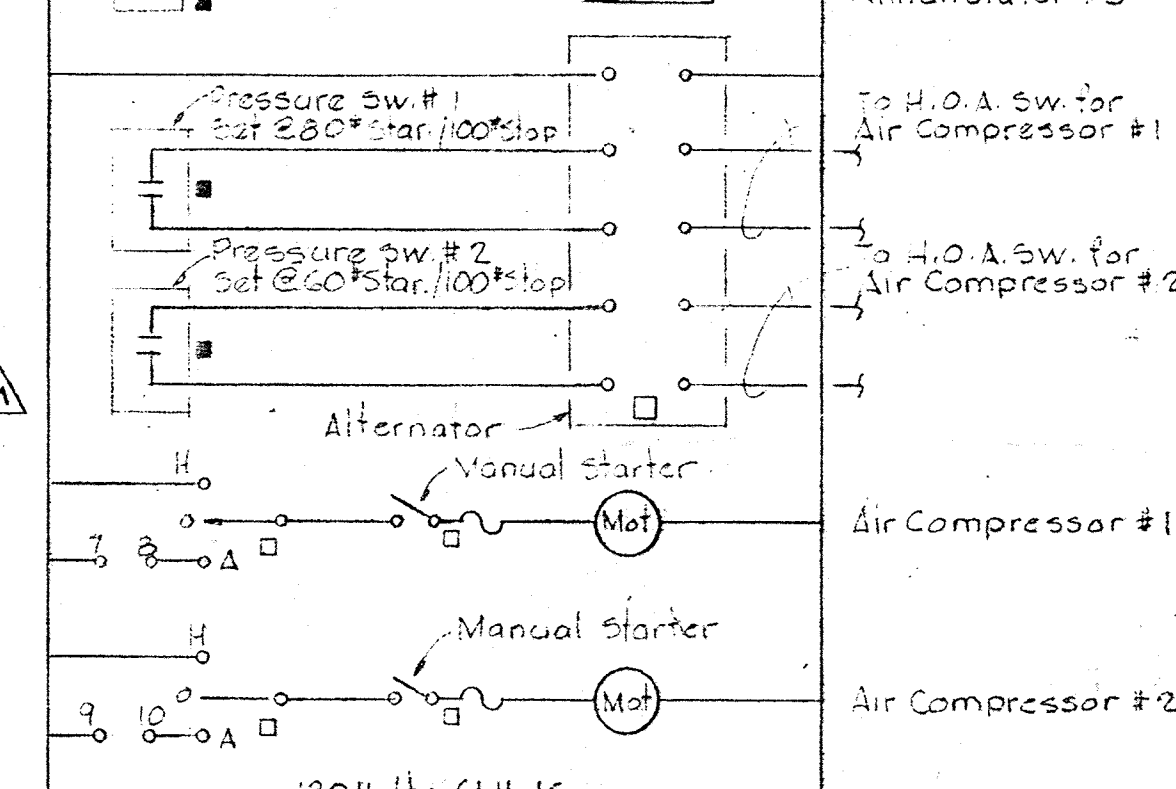 Pressure Sw. # 1
Set @80# Star./100# Stop
To H.O.A. Sw. for
Air Compressor #1
Pressure Sw. # 2
Set @60# Star./100# Stop
To H.O.A. Sw. for
Air Compressor #2
Alternator
H
Manual Starter
O
Mot
Air Compressor #1
7 8
A
H
Manual Starter
O
Mot
Air Compressor #2
9 10
A